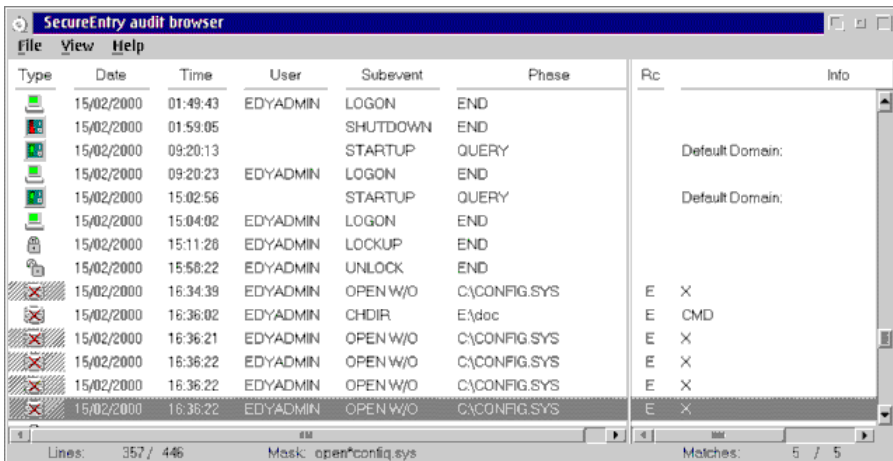 SecureEntry audit browser
File View Help
Type Date Time User Subevent Phase Rc Info
15/02/2000 01:49:43 EDYADMIN LOGON END
15/02/2000 01:59:05 SHUTDOWN END
15/02/2000 09:20:13 STARTUP QUERY Default Domain:
15/02/2000 09:20:23 EDYADMIN LOGON END
15/02/2000 15:02:56 STARTUP QUERY Default Domain:
15/02/2000 15:04:02 EDYADMIN LOGON END
15/02/2000 15:11:28 EDYADMIN LOCKUP END
15/02/2000 15:58:22 EDYADMIN UNLOCK END
15/02/2000 16:34:39 EDYADMIN OPEN W/O C:\CONFIG.SYS E X
15/02/2000 16:36:02 EDYADMIN CHDIR E:\doc E CMD
15/02/2000 16:36:21 EDYADMIN OPEN W/O C:\CONFIG.SYS E X
15/02/2000 16:36:22 EDYADMIN OPEN W/O C:\CONFIG.SYS E X
15/02/2000 16:36:22 EDYADMIN OPEN W/O C:\CONFIG.SYS E X
15/02/2000 16:36:22 EDYADMIN OPEN W/O C:\CONFIG.SYS E X
Lines: 357 / 446 Mask: open*config.sys Matches: 5 / 5